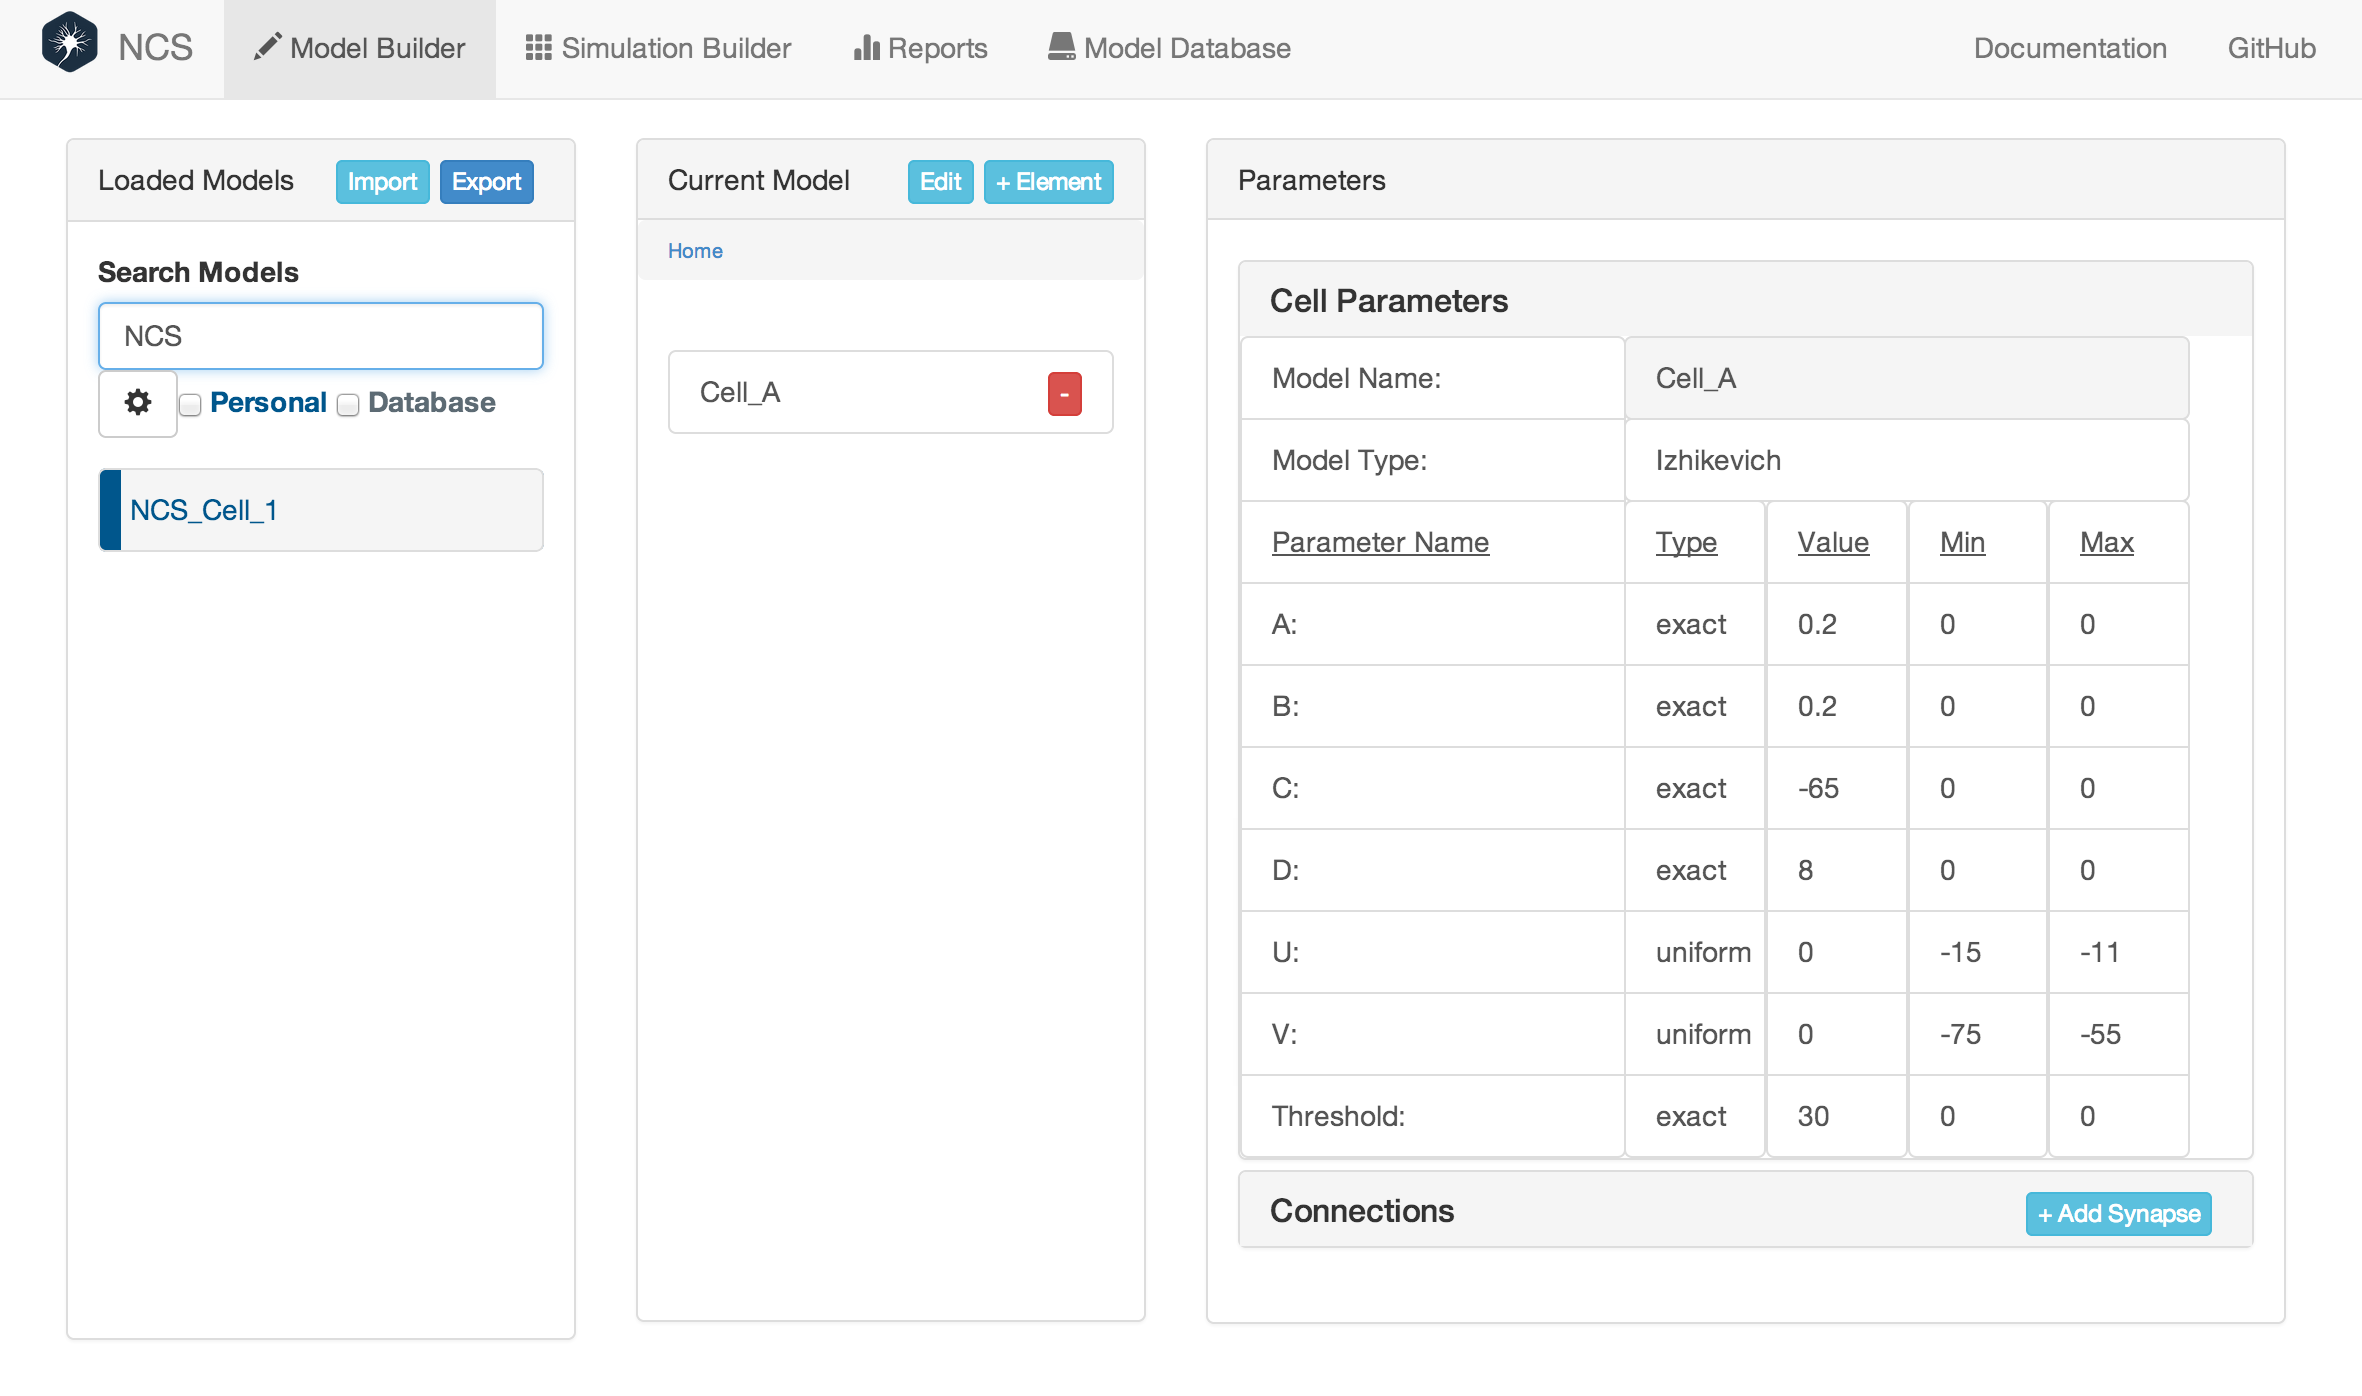 NCS Model Builder Simulation Builder Reports Model Database Documentation GitHub
Loaded Models Import Export
Search Models
NCS
Personal Database
NCS_Cell_1
Current Model Edit + Element
Home
Cell_A -
Parameters
Cell Parameters
Model Name: Cell_A
Model Type: Izhikevich
Parameter Name Type Value Min Max
A: exact 0.2 0 0
B: exact 0.2 0 0
C: exact -65 0 0
D: exact 8 0 0
U: uniform 0 -15 -11
V: uniform 0 -75 -55
Threshold: exact 30 0 0
Connections + Add Synapse